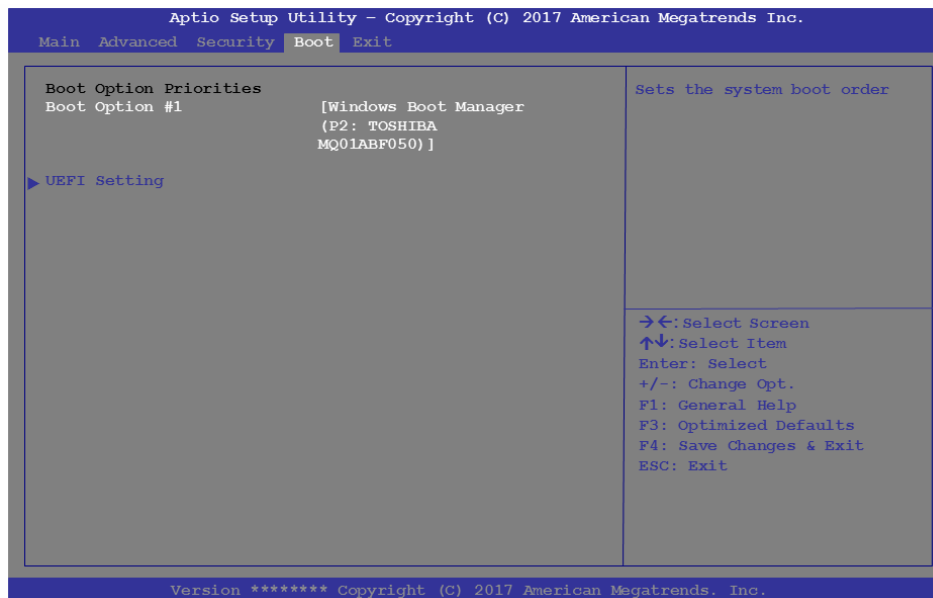 Aptio Setup Utility – Copyright (C) 2017 American Megatrends Inc.
Main Advanced Security Boot Exit
Boot Option Priorities
Boot Option #1 [Windows Boot Manager
(P2: TOSHIBA
MQ01ABF050)]
▶ UEFI Setting
Sets the system boot order
→←: Select Screen
↑↓: Select Item
Enter: Select
+/-: Change Opt.
F1: General Help
F3: Optimized Defaults
F4: Save Changes & Exit
ESC: Exit
Version ******** Copyright (C) 2017 American Megatrends. Inc.